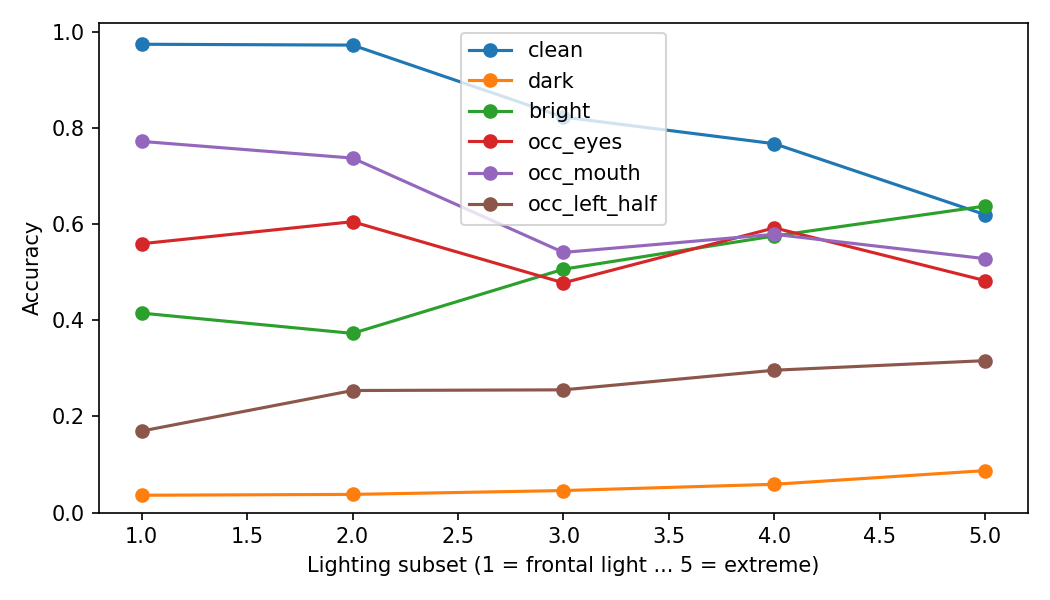 1.0
0.8
0.6
0.4
0.2
0.0
Accuracy
clean
dark
bright
occ_eyes
occ_mouth
occ_left_half
1.0 1.5 2.0 2.5 3.0 3.5 4.0 4.5 5.0
Lighting subset (1 = frontal light ... 5 = extreme)